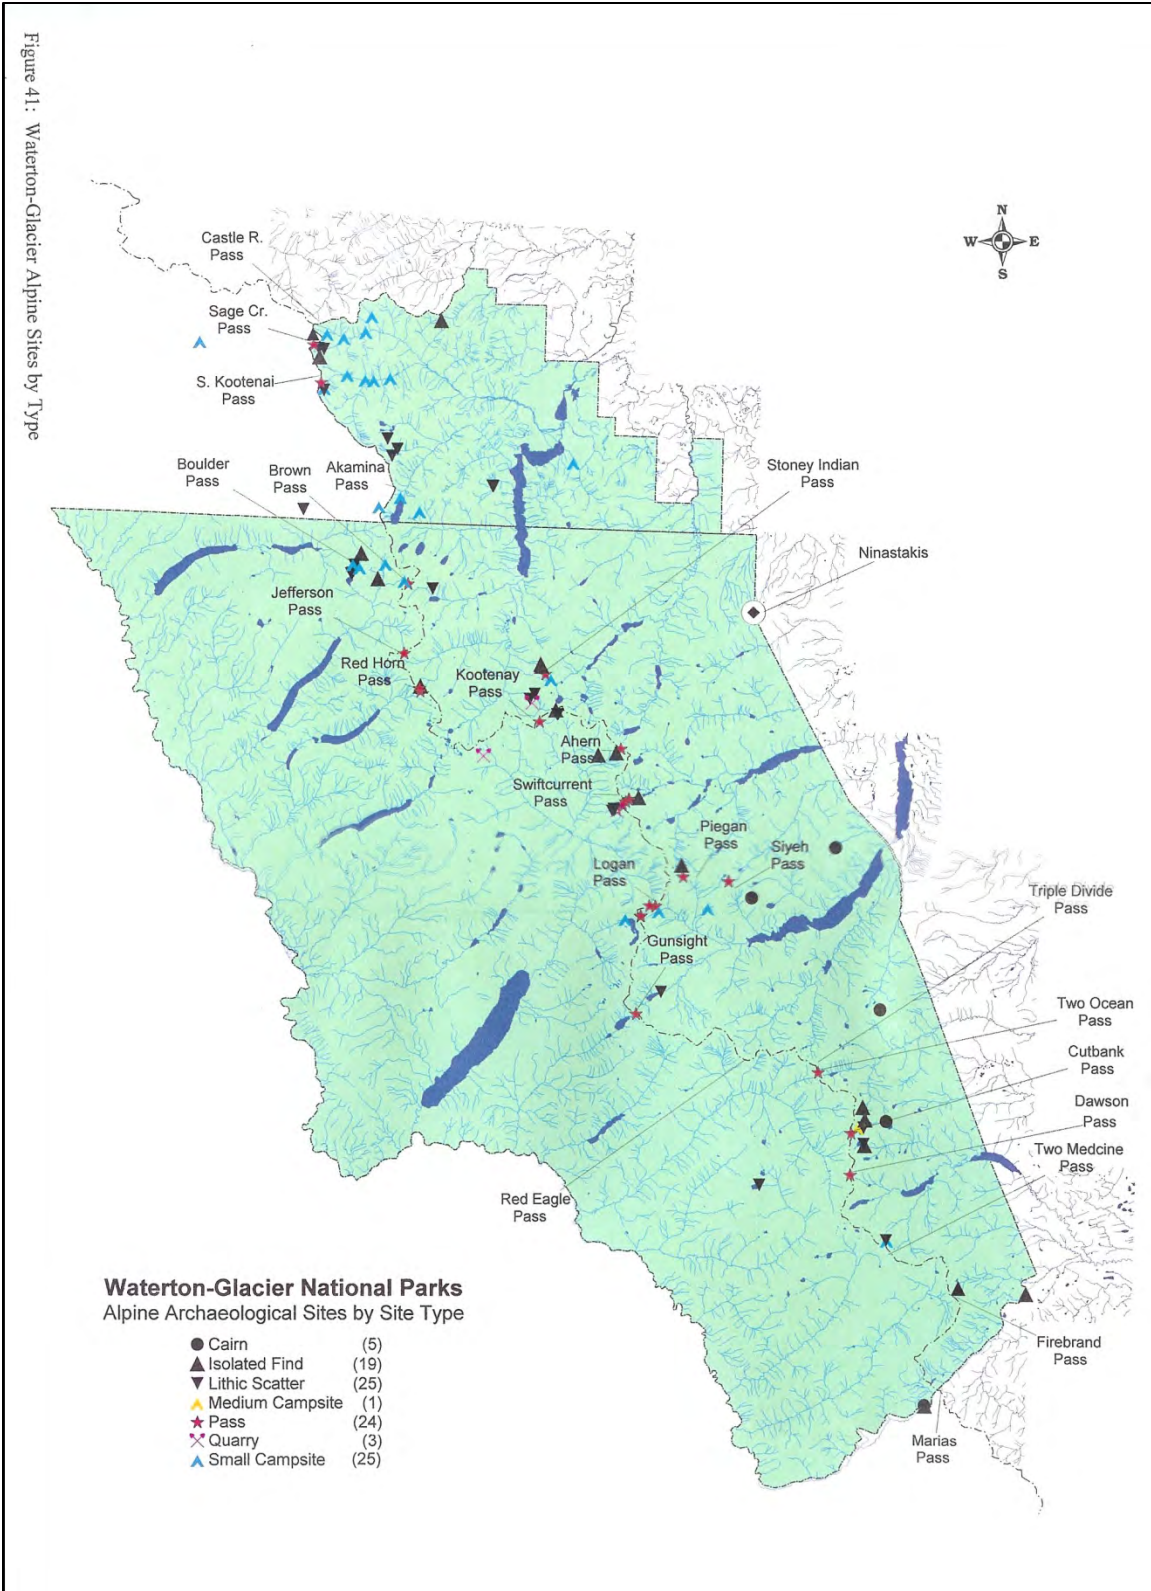 Figure 41: Waterton-Glacier Alpine Sites by Type
N
W
E
S
Castle R.
Pass
Sage Cr.
Pass
S. Kootenai
Pass
Boulder
Pass
Brown
Pass
Akamina
Pass
Stoney Indian
Pass
Ninastakis
Jefferson
Pass
Red Horn
Pass
Kootenay
Pass
Ahern
Pass
Swiftcurrent
Pass
Piegan
Pass
Siyeh
Pass
Logan
Pass
Triple Divide
Pass
Gunsight
Pass
Two Ocean
Pass
Cutbank
Pass
Dawson
Pass
Two Medcine
Pass
Red Eagle
Pass
Firebrand
Pass
Marias
Pass
Waterton-Glacier National Parks
Alpine Archaeological Sites by Site Type
Cairn (5)
Isolated Find (19)
Lithic Scatter (25)
Medium Campsite (1)
Pass (24)
Quarry (3)
Small Campsite (25)